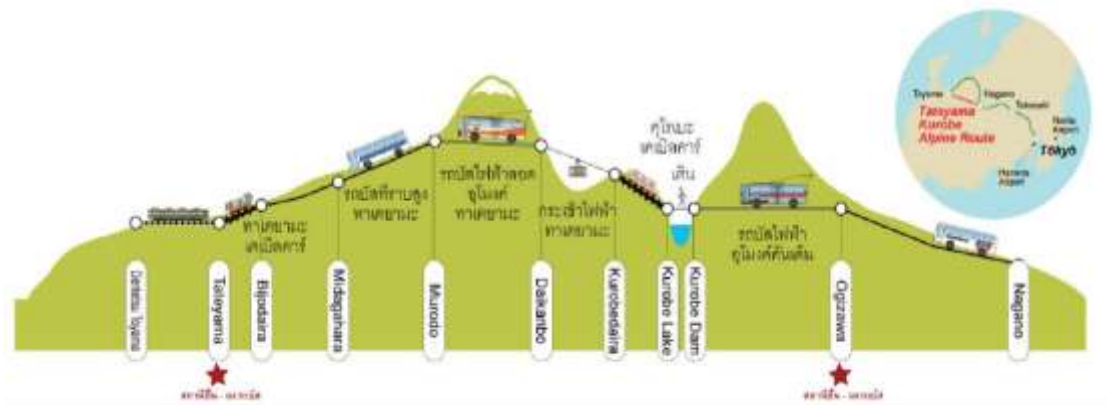 Toyama
Nagano
Takasaki
Tateyama
Kurobe
Alpine Route
Narita
Airport
Tōkyō
Haneda
Airport
คุโรเบะ
เคเบิลคาร์
เดิน
รถบัสที่ราบสูง
ทาเตยามะ
รถบัสไฟฟ้าลอด
อุโมงค์
ทาเตยามะ
ทาเตยามะ
เคเบิลคาร์
กระเช้าไฟฟ้า
ทาเตยามะ
รถบัสไฟฟ้า
อุโมงค์คันเด็น
Dentetsu Toyama
Tateyama
Bijodaira
Midagahara
Murodo
Daikanbo
Kurobedaira
Kurobe Lake
Kurobe Dam
Ogizawa
Nagano